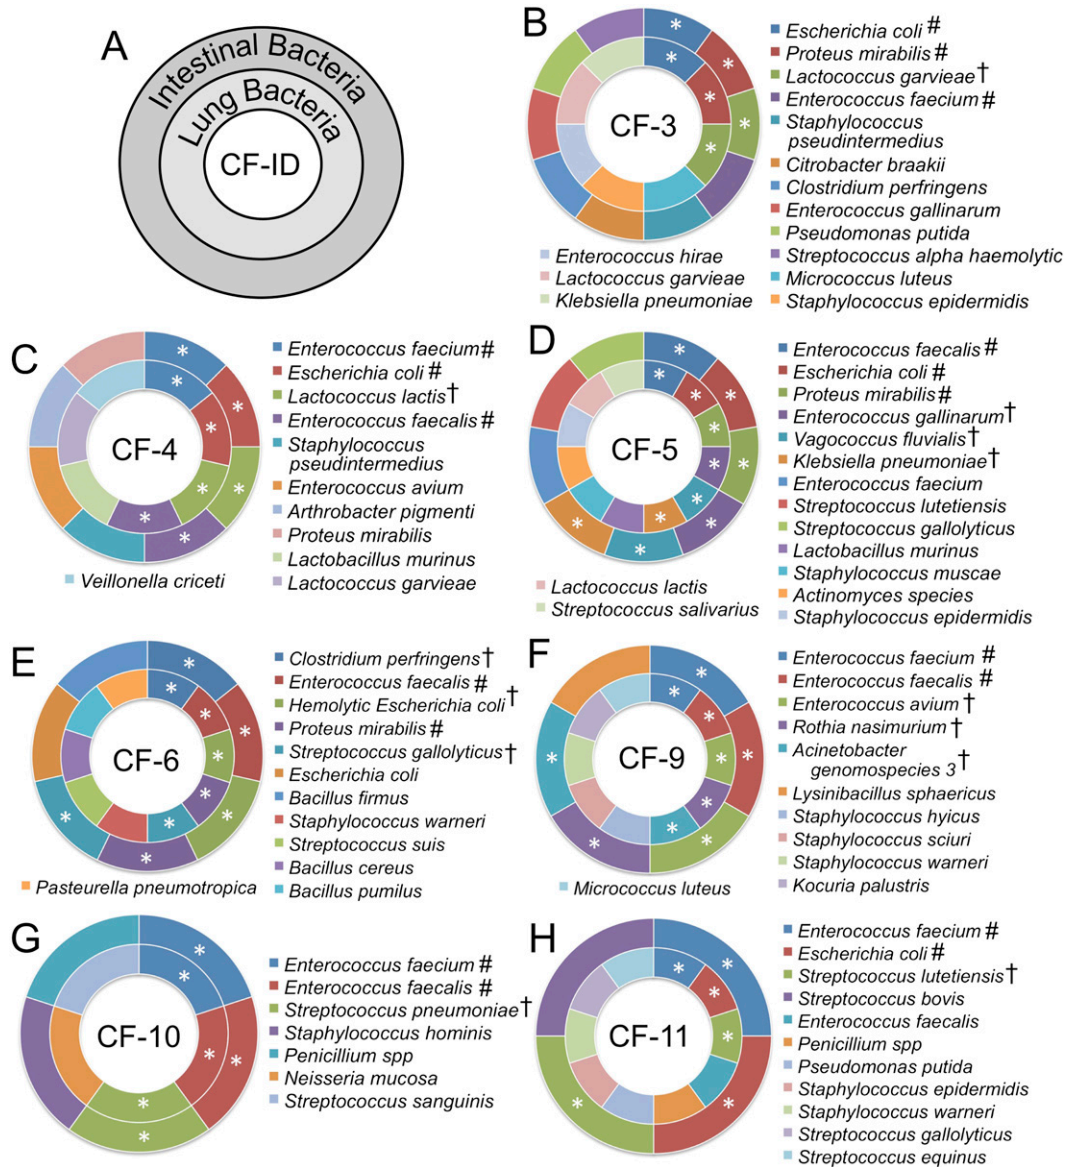 A
Intestinal Bacteria
Lung Bacteria
CF-ID
B
CF-3
* * * * * *
Escherichia coli #
Proteus mirabilis #
Lactococcus garvieae †
Enterococcus faecium #
Staphylococcus
pseudintermedius
Citrobacter braakii
Clostridium perfringens
Enterococcus gallinarum
Pseudomonas putida
Streptococcus alpha haemolytic
Micrococcus luteus
Staphylococcus epidermidis
Enterococcus hirae
Lactococcus garvieae
Klebsiella pneumoniae
C
CF-4
* * * * * * * *
Enterococcus faecium #
Escherichia coli #
Lactococcus lactis †
Enterococcus faecalis #
Staphylococcus
pseudintermedius
Enterococcus avium
Arthrobacter pigmenti
Proteus mirabilis
Lactobacillus murinus
Lactococcus garvieae
Veillonella criceti
D
CF-5
* * * * * * * * * * * *
Enterococcus faecalis #
Escherichia coli #
Proteus mirabilis #
Enterococcus gallinarum †
Vagococcus fluvialis †
Klebsiella pneumoniae †
Enterococcus faecium
Streptococcus lutetiensis
Streptococcus gallolyticus
Lactobacillus murinus
Staphylococcus muscae
Actinomyces species
Staphylococcus epidermidis
Lactococcus lactis
Streptococcus salivarius
E
CF-6
* * * * * * * * * *
Clostridium perfringens †
Enterococcus faecalis #
Hemolytic Escherichia coli †
Proteus mirabilis #
Streptococcus gallolyticus †
Escherichia coli
Bacillus firmus
Staphylococcus warneri
Streptococcus suis
Bacillus cereus
Bacillus pumilus
Pasteurella pneumotropica
F
CF-9
* * * * * * * * * *
Enterococcus faecium #
Enterococcus faecalis #
Enterococcus avium †
Rothia nasimurium †
Acinetobacter
genomospecies 3 †
Lysinibacillus sphaericus
Staphylococcus hyicus
Staphylococcus sciuri
Staphylococcus warneri
Kocuria palustris
Micrococcus luteus
G
CF-10
* * * * * *
Enterococcus faecium #
Enterococcus faecalis #
Streptococcus pneumoniae †
Staphylococcus hominis
Penicillium spp
Neisseria mucosa
Streptococcus sanguinis
H
CF-11
* * * * * *
Enterococcus faecium #
Escherichia coli #
Streptococcus lutetiensis †
Streptococcus bovis
Enterococcus faecalis
Penicillium spp
Pseudomonas putida
Staphylococcus epidermidis
Staphylococcus warneri
Streptococcus gallolyticus
Streptococcus equinus